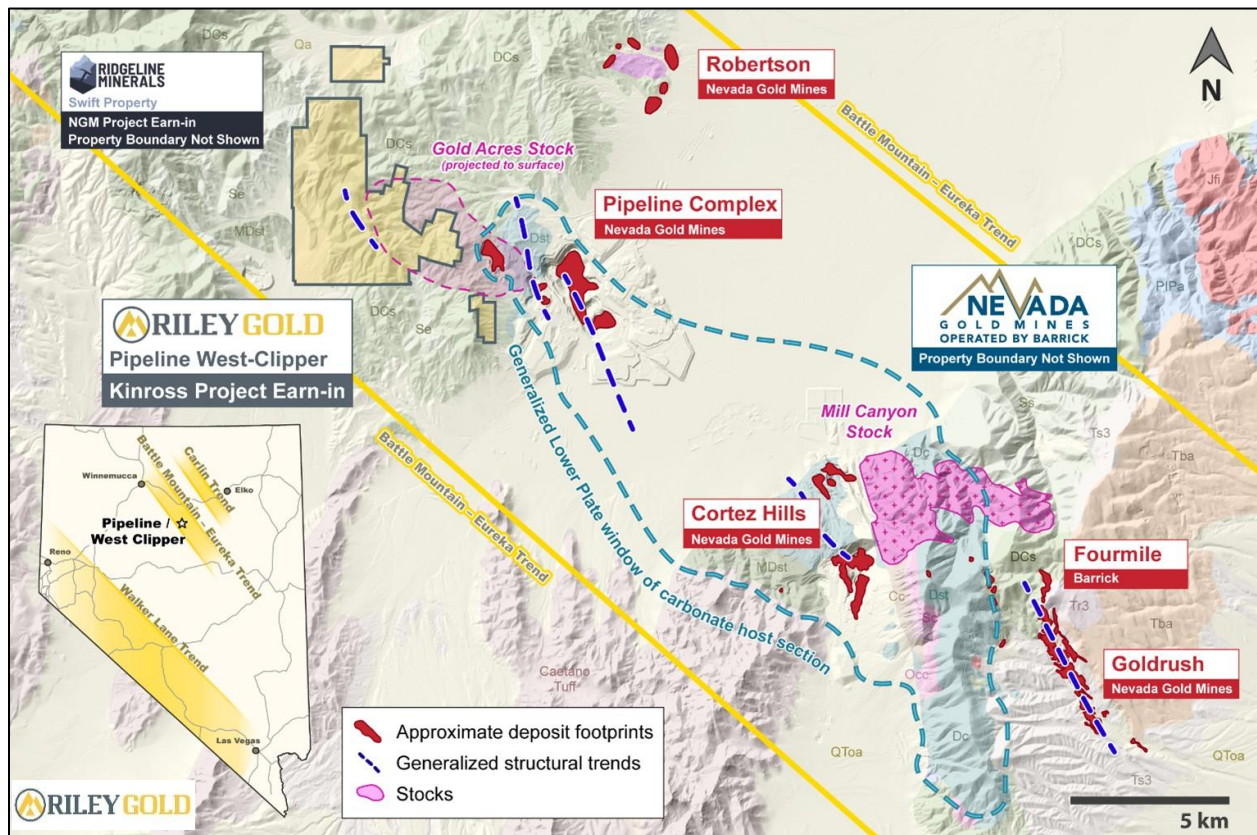 DCs
Qa
DCs
RIDGELINE
MINERALS
Swift Property
NGM Project Earn-in
Property Boundary Not Shown
Robertson
Nevada Gold Mines
N
Battle Mountain – Eureka Trend
DCs
Gold Acres Stock
(projected to surface)
Se
MDst
Dst
Pipeline Complex
Nevada Gold Mines
Jfi
DCs
PIPa
NEVADA
GOLD MINES
OPERATED BY BARRICK
Property Boundary Not Shown
RILEY GOLD
Pipeline West-Clipper
Kinross Project Earn-in
DCs
Se
Generalized Lower Plate window of carbonate host section
Battle Mountain – Eureka Trend
Mill Canyon
Stock
Dc
Ss
Ts3
Tba
Cortez Hills
Nevada Gold Mines
MDst
Cc
Dst
Sc
Occ
Dc
DCs
Fourmile
Barrick
Tr3
Tba
Goldrush
Nevada Gold Mines
Caetano
Tuff
QToa
QToa
Ts3
Winnemucca
Elko
Carlin Trend
Battle Mountain – Eureka Trend
Pipeline /
West Clipper
Reno
Walker Lane Trend
Las Vegas
Approximate deposit footprints
Generalized structural trends
Stocks
RILEY GOLD
5 km